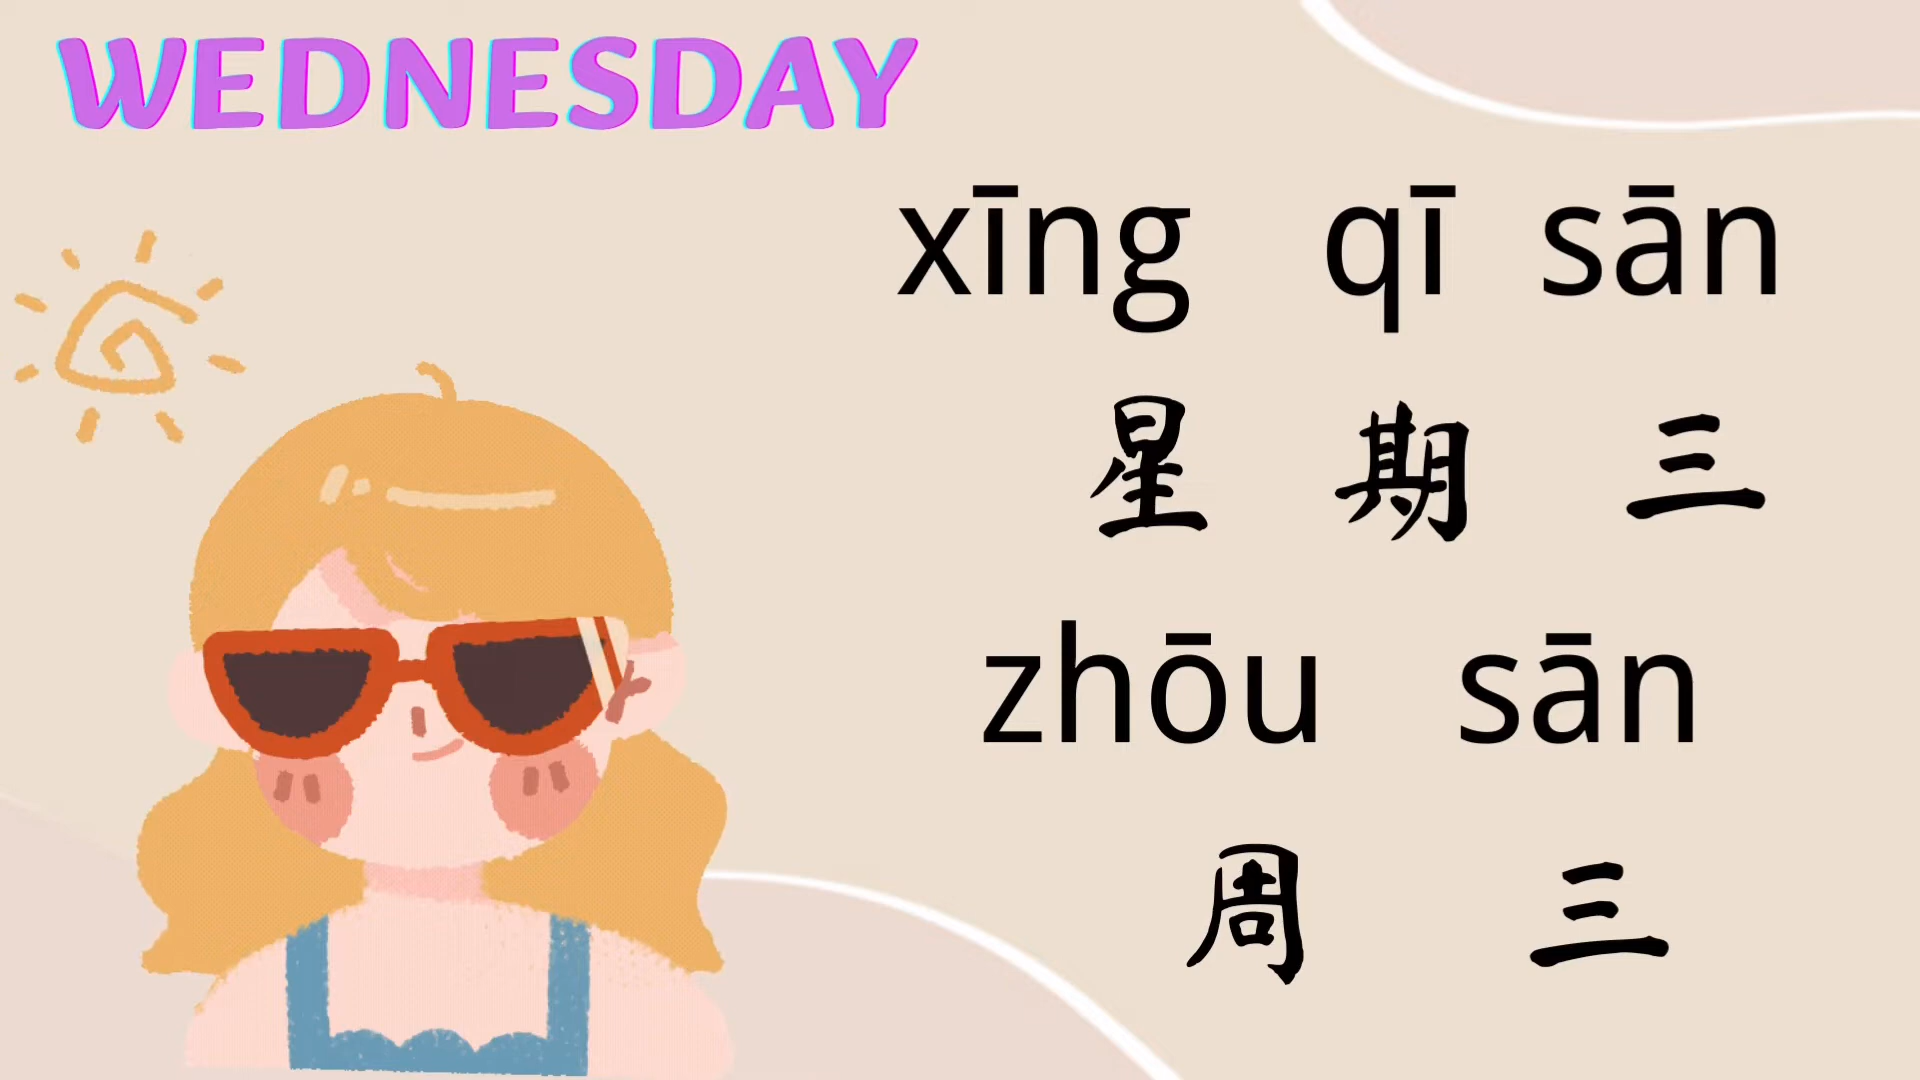 WEDNESDAY
xīng qī sān
星 期 三
zhōu sān
周 三